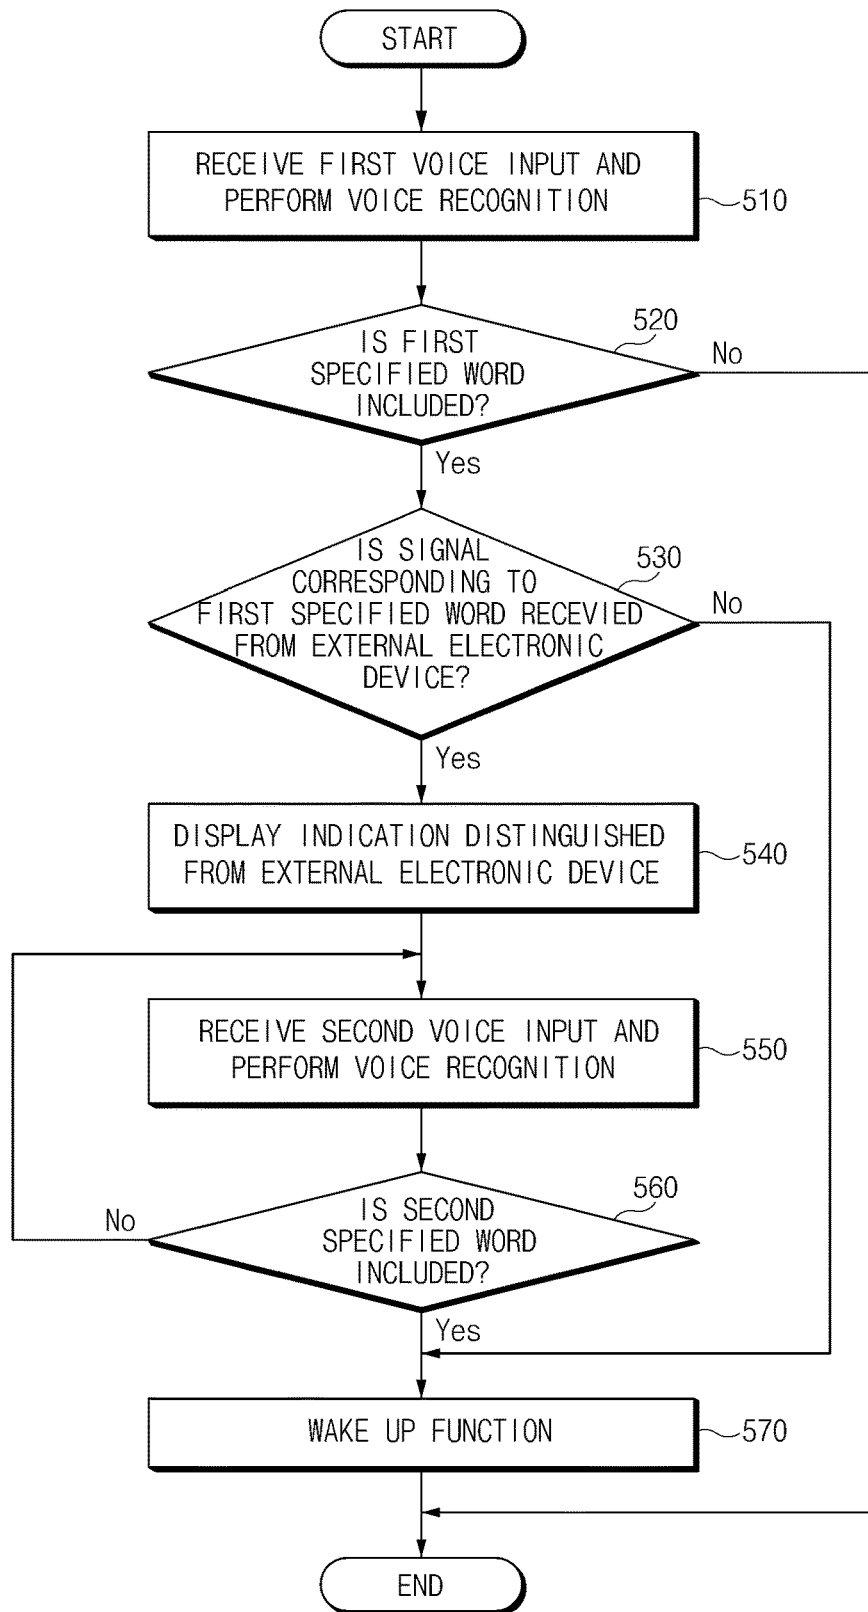 START
RECEIVE FIRST VOICE INPUT AND
PERFORM VOICE RECOGNITION
510
520
IS FIRST
SPECIFIED WORD
INCLUDED?
No
Yes
530
IS SIGNAL
CORRESPONDING TO
FIRST SPECIFIED WORD RECEVIED
FROM EXTERNAL ELECTRONIC
DEVICE?
No
Yes
DISPLAY INDICATION DISTINGUISHED
FROM EXTERNAL ELECTRONIC DEVICE
540
RECEIVE SECOND VOICE INPUT AND
PERFORM VOICE RECOGNITION
550
560
IS SECOND
SPECIFIED WORD
INCLUDED?
No
Yes
WAKE UP FUNCTION
570
END